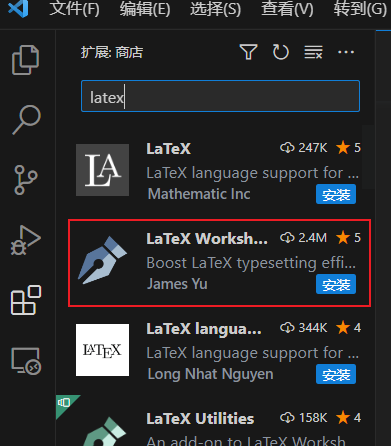 文件(F) 编辑(E) 选择(S) 查看(V) 转到(G)
扩展: 商店
latex
LaTeX 247K 5
LaTeX language support for ...
Mathematic Inc 安装
LaTeX Worksh... 2.4M 5
Boost LaTeX typesetting effi...
James Yu 安装
LaTeX langua... 344K 4
LaTeX language support for ...
Long Nhat Nguyen 安装
LaTeX Utilities 158K 4
An add-on to LaTeX Worksh...